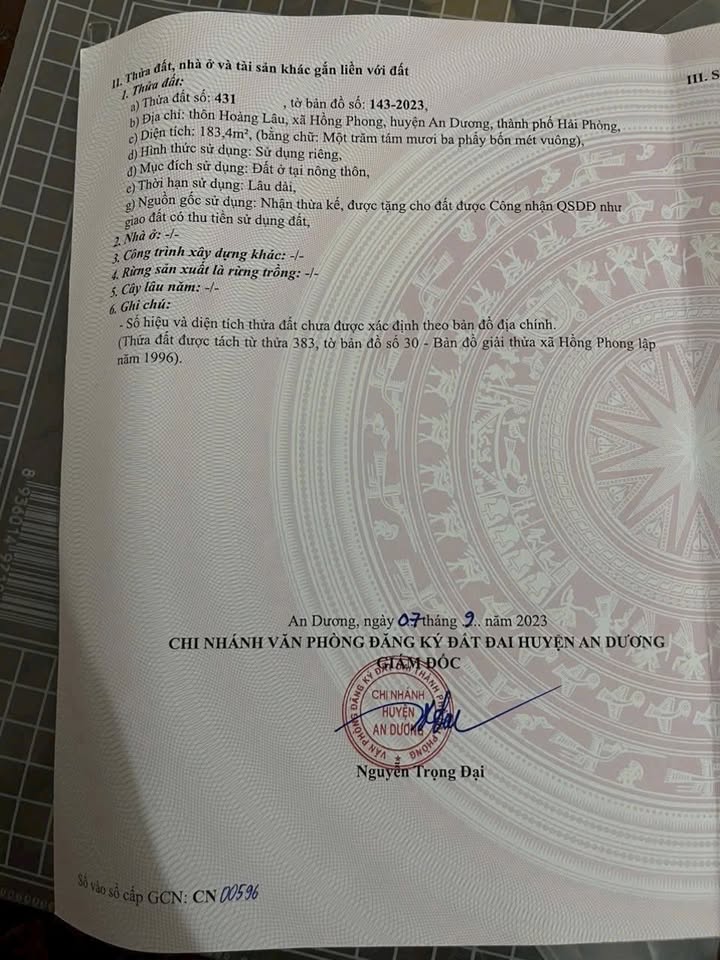 II. Thửa đất, nhà ở và tài sản khác gắn liền với đất
1. Thửa đất:
a) Thửa đất số: 431 , tờ bản đồ số: 143-2023,
b) Địa chỉ: thôn Hoàng Lâu, xã Hồng Phong, huyện An Dương, thành phố Hải Phòng,
c) Diện tích: 183,4m², (bằng chữ: Một trăm tám mươi ba phẩy bốn mét vuông),
d) Hình thức sử dụng: Sử dụng riêng,
đ) Mục đích sử dụng: Đất ở tại nông thôn,
e) Thời hạn sử dụng: Lâu dài,
g) Nguồn gốc sử dụng: Nhận thừa kế, được tặng cho đất được Công nhận QSDĐ như
giao đất có thu tiền sử dụng đất,
2. Nhà ở: -/-
3. Công trình xây dựng khác: -/-
4. Rừng sản xuất là rừng trồng: -/-
5. Cây lâu năm: -/-
6. Ghi chú:
- Số hiệu và diện tích thửa đất chưa được xác định theo bản đồ địa chính.
(Thửa đất được tách từ thửa 383, tờ bản đồ số 30 - Bản đồ giải thửa xã Hồng Phong lập
năm 1996).
III. S
An Dương, ngày 07 tháng 9.. năm 2023
CHI NHÁNH VĂN PHÒNG ĐĂNG KÝ ĐẤT ĐAI HUYỆN AN DƯƠNG
GIÁM ĐỐC
VĂN PHÒNG ĐĂNG KÝ ĐẤT ĐAI THÀNH PHỐ HẢI PHÒNG
CHI NHÁNH
HUYỆN
AN DƯƠNG
Nguyễn Trọng Đại
Số vào sổ cấp GCN: CN 00596